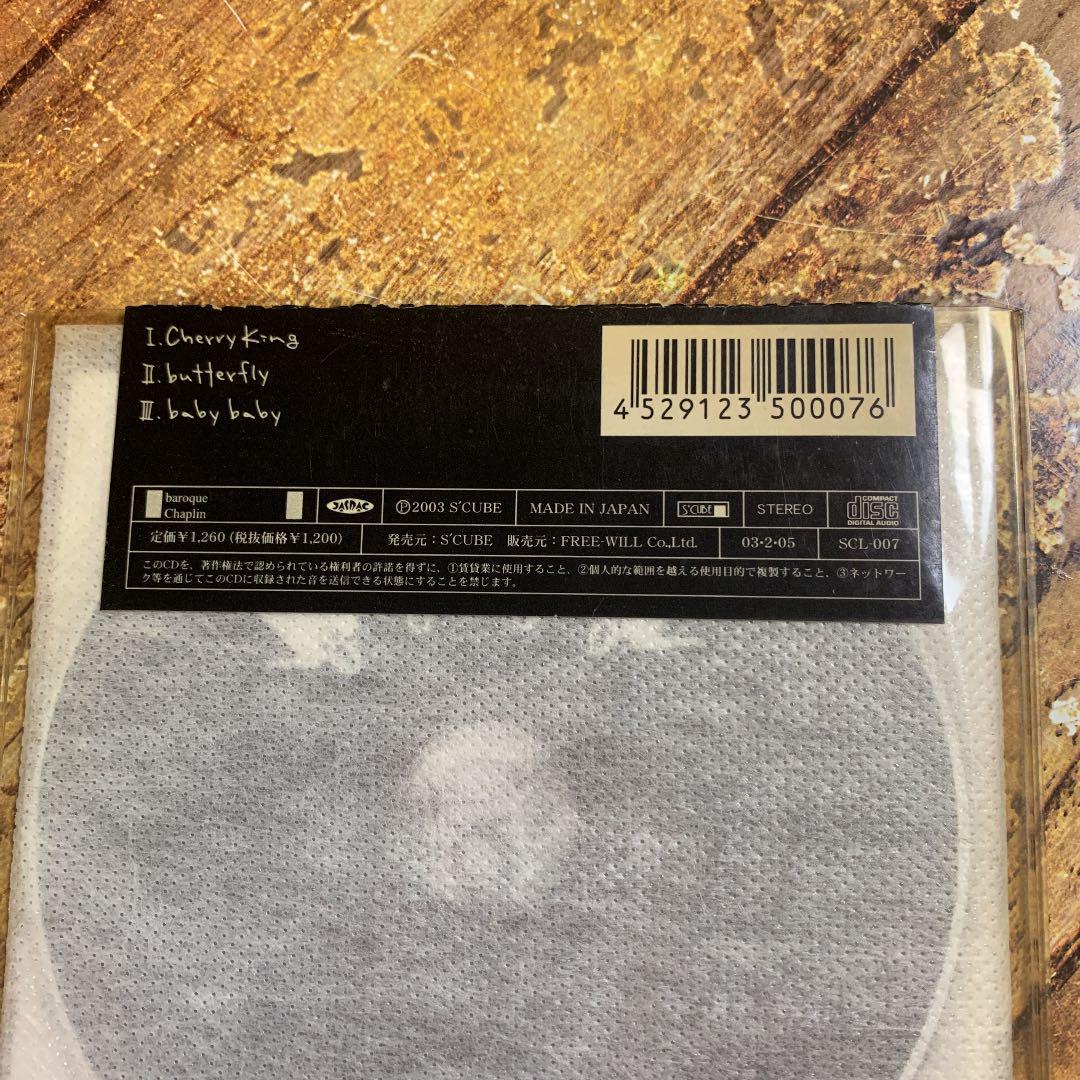 I. Cherry King
II. butterfly
III. baby baby
4 529123 500076
baroque
Chaplin
JASRAC
Ⓟ2003 S'CUBE
MADE IN JAPAN
S'CUBE
STEREO
COMPACT
disc
DIGITAL AUDIO
定価¥1,260(税抜価格¥1,200)
発売元：S'CUBE 販売元：FREE-WILL Co.,Ltd.
03・2・05
SCL-007
このCDを、著作権法で認められている権利者の許諾を得ずに、①賃貸業に使用すること、②個人的な範囲を越える使用目的で複製すること、③ネットワー
ク等を通じてこのCDに収録された音を送信できる状態にすることを禁じます。